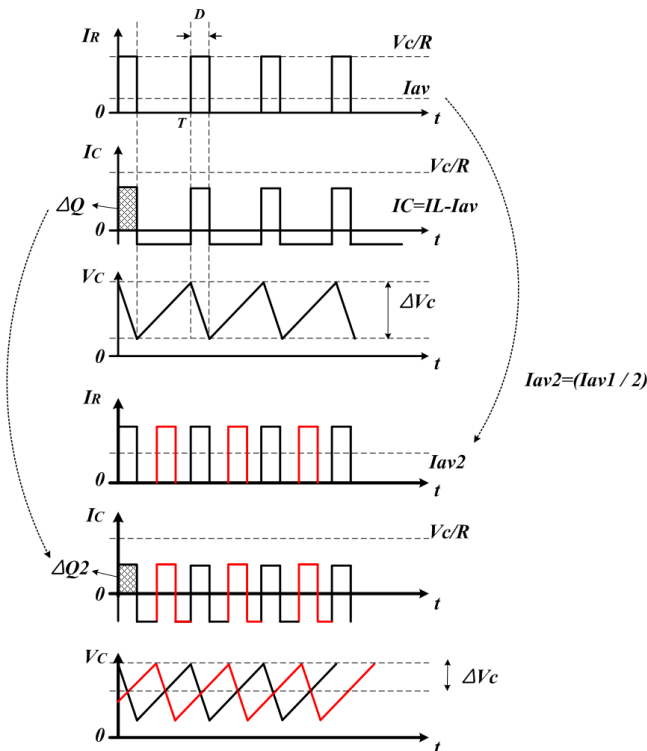 D
IR
Vc/R
Iav
0
T
t
IC
Vc/R
ΔQ
IC=IL-Iav
0
t
VC
ΔVc
0
t
Iav2=(Iav1 / 2)
IR
Iav2
0
t
IC
Vc/R
ΔQ2
0
t
VC
ΔVc
0
t